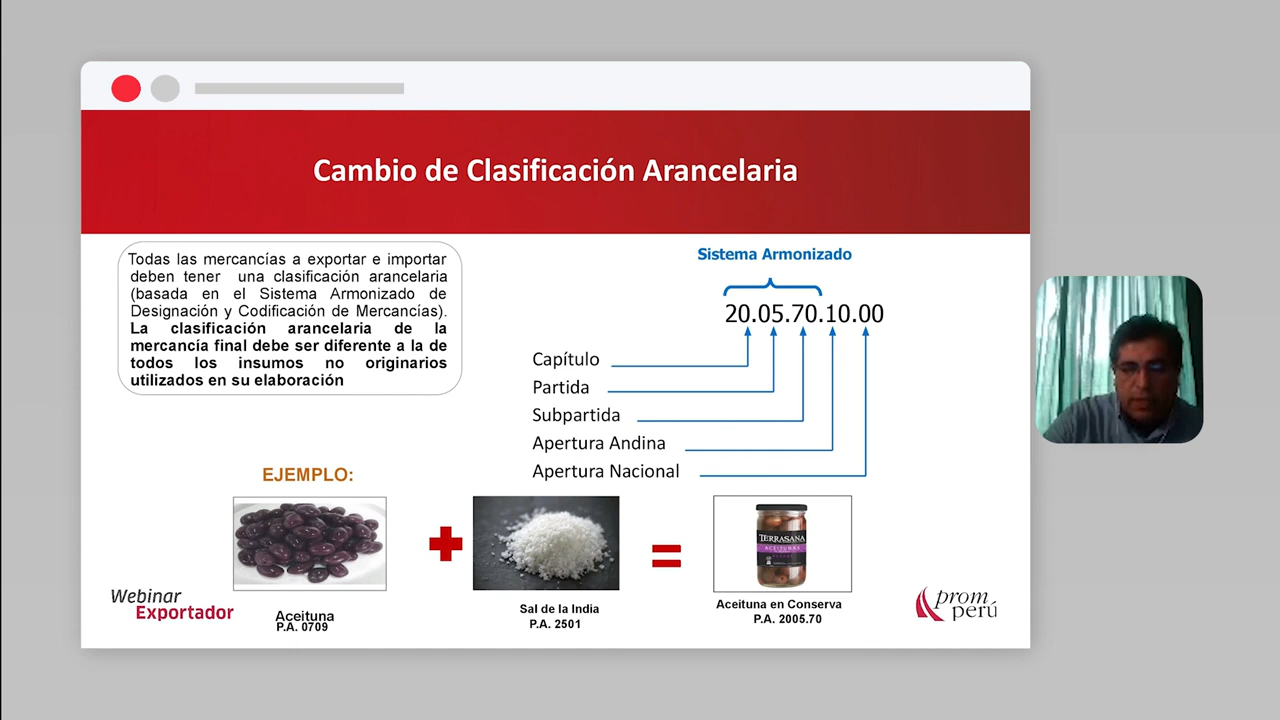 Cambio de Clasificación Arancelaria
Todas las mercancías a exportar e importar
deben tener una clasificación arancelaria
(basada en el Sistema Armonizado de
Designación y Codificación de Mercancías).
La clasificación arancelaria de la
mercancía final debe ser diferente a la de
todos los insumos no originarios
utilizados en su elaboración
Sistema Armonizado
20.05.70.10.00
Capítulo
Partida
Subpartida
Apertura Andina
Apertura Nacional
EJEMPLO:
TERRASANA
ACEITUNAS
Aceituna
P.A. 0709
Sal de la India
P.A. 2501
Aceituna en Conserva
P.A. 2005.70
Webinar
Exportador
prom
perú